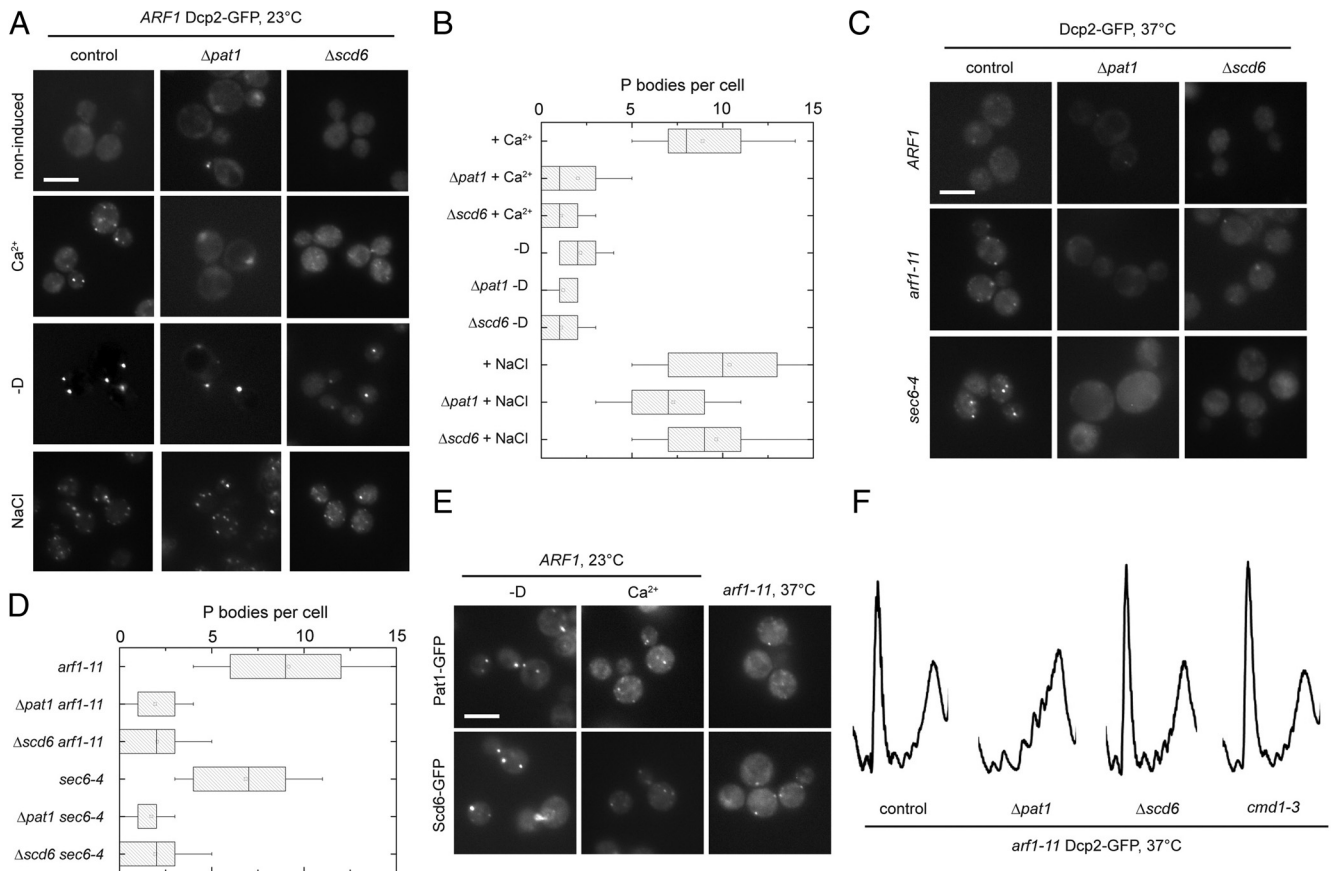 A
ARF1 Dcp2-GFP, 23°C
control Δpat1 Δscd6
non-induced
Ca²⁺
-D
NaCl
B
P bodies per cell
0 5 10 15
+ Ca²⁺
Δpat1 + Ca²⁺
Δscd6 + Ca²⁺
-D
Δpat1 -D
Δscd6 -D
+ NaCl
Δpat1 + NaCl
Δscd6 + NaCl
C
Dcp2-GFP, 37°C
control Δpat1 Δscd6
ARF1
arf1-11
sec6-4
D
P bodies per cell
0 5 10 15
arf1-11
Δpat1 arf1-11
Δscd6 arf1-11
sec6-4
Δpat1 sec6-4
Δscd6 sec6-4
E
ARF1, 23°C
-D Ca²⁺ arf1-11, 37°C
Pat1-GFP
Scd6-GFP
F
control Δpat1 Δscd6 cmd1-3
arf1-11 Dcp2-GFP, 37°C